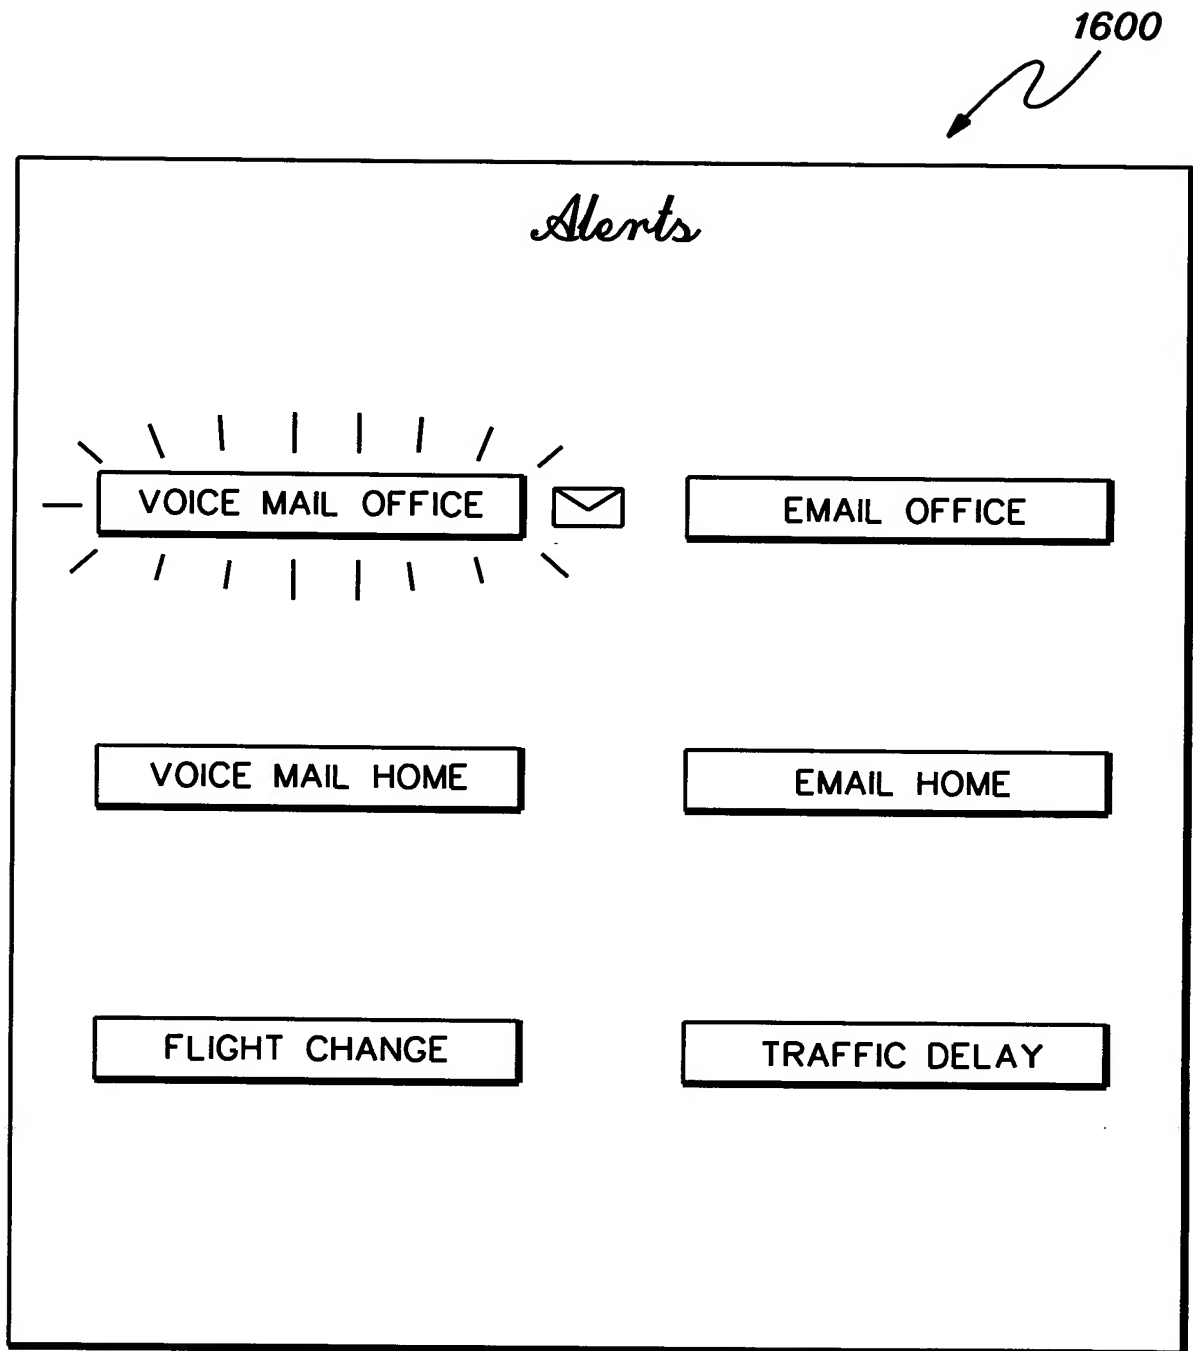 1600
Alerts
VOICE MAIL OFFICE
EMAIL OFFICE
VOICE MAIL HOME
EMAIL HOME
FLIGHT CHANGE
TRAFFIC DELAY